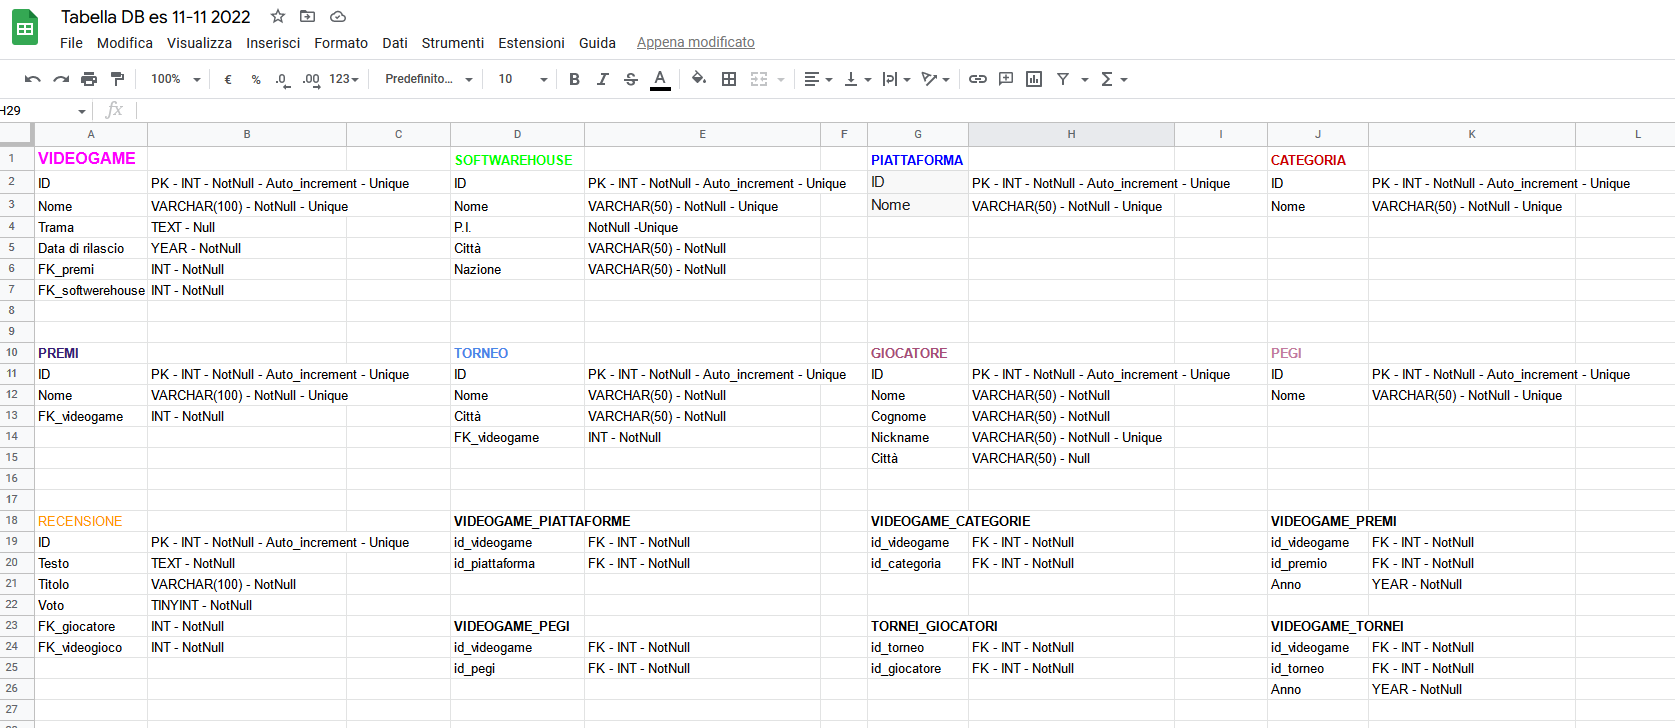 Tabella DB es 11-11 2022
File Modifica Visualizza Inserisci Formato Dati Strumenti Estensioni Guida Appena modificato
100% € % .0 .00 123 Predefinito... 10 B I S A Σ
H29 fx
A B C D E F G H I J K L
1 VIDEOGAME SOFTWAREHOUSE PIATTAFORMA CATEGORIA
2 ID PK - INT - NotNull - Auto_increment - Unique ID PK - INT - NotNull - Auto_increment - Unique ID PK - INT - NotNull - Auto_increment - Unique ID PK - INT - NotNull - Auto_increment - Unique
3 Nome VARCHAR(100) - NotNull - Unique Nome VARCHAR(50) - NotNull - Unique Nome VARCHAR(50) - NotNull - Unique Nome VARCHAR(50) - NotNull - Unique
4 Trama TEXT - Null P.I. NotNull -Unique
5 Data di rilascio YEAR - NotNull Città VARCHAR(50) - NotNull
6 FK_premi INT - NotNull Nazione VARCHAR(50) - NotNull
7 FK_softwerehouse INT - NotNull
8
9
10 PREMI TORNEO GIOCATORE PEGI
11 ID PK - INT - NotNull - Auto_increment - Unique ID PK - INT - NotNull - Auto_increment - Unique ID PK - INT - NotNull - Auto_increment - Unique ID PK - INT - NotNull - Auto_increment - Unique
12 Nome VARCHAR(100) - NotNull - Unique Nome VARCHAR(50) - NotNull Nome VARCHAR(50) - NotNull Nome VARCHAR(50) - NotNull - Unique
13 FK_videogame INT - NotNull Città VARCHAR(50) - NotNull Cognome VARCHAR(50) - NotNull
14 FK_videogame INT - NotNull Nickname VARCHAR(50) - NotNull - Unique
15 Città VARCHAR(50) - Null
16
17
18 RECENSIONE VIDEOGAME_PIATTAFORME VIDEOGAME_CATEGORIE VIDEOGAME_PREMI
19 ID PK - INT - NotNull - Auto_increment - Unique id_videogame FK - INT - NotNull id_videogame FK - INT - NotNull id_videogame FK - INT - NotNull
20 Testo TEXT - NotNull id_piattaforma FK - INT - NotNull id_categoria FK - INT - NotNull id_premio FK - INT - NotNull
21 Titolo VARCHAR(100) - NotNull Anno YEAR - NotNull
22 Voto TINYINT - NotNull
23 FK_giocatore INT - NotNull VIDEOGAME_PEGI TORNEI_GIOCATORI VIDEOGAME_TORNEI
24 FK_videogioco INT - NotNull id_videogame FK - INT - NotNull id_torneo FK - INT - NotNull id_videogame FK - INT - NotNull
25 id_pegi FK - INT - NotNull id_giocatore FK - INT - NotNull id_torneo FK - INT - NotNull
26 Anno YEAR - NotNull
27